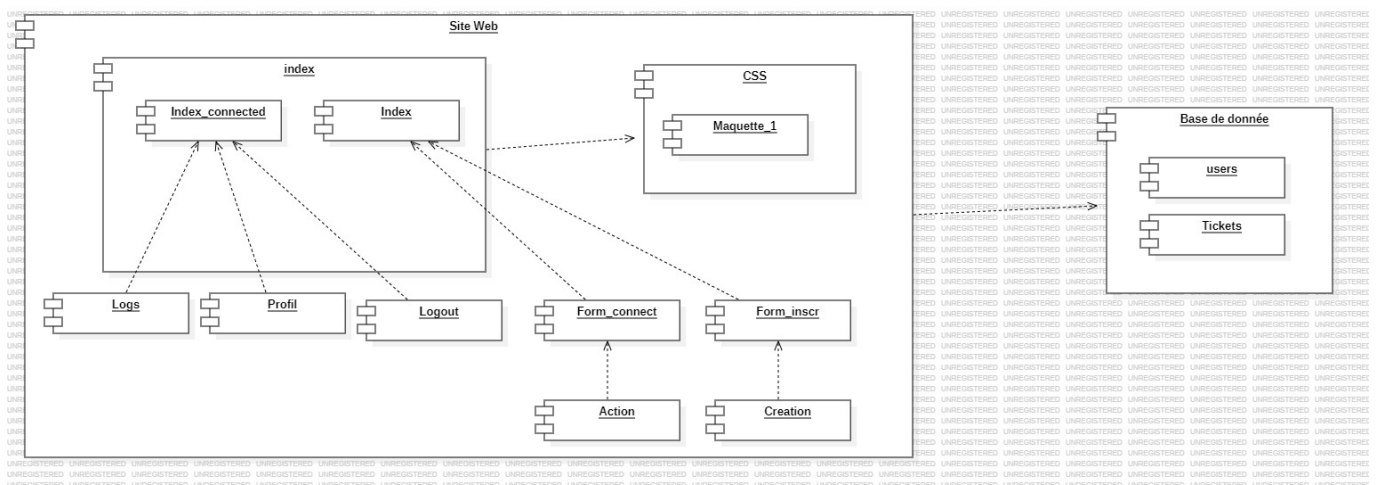 Site Web
index
CSS
Index_connected
Index
Maquette_1
Base de donnée
users
Tickets
Logs
Profil
Logout
Form_connect
Form_inscr
Action
Creation
UNREGISTERED